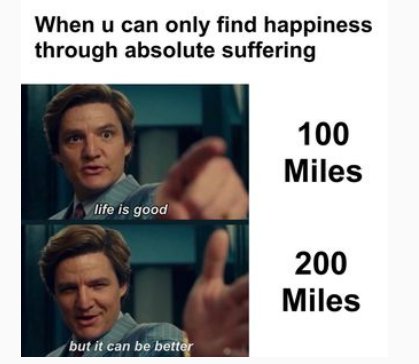 When u can only find happiness
through absolute suffering
life is good
100
Miles
but it can be better
200
Miles